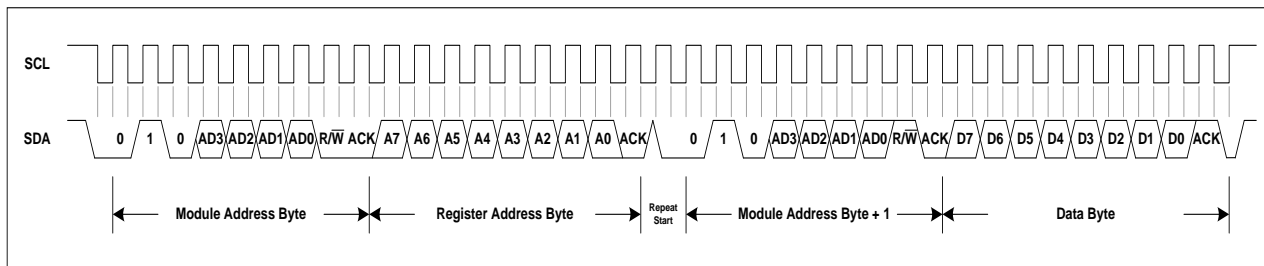 SCL
SDA 0 1 0 AD3 AD2 AD1 AD0 R/W̅ ACK A7 A6 A5 A4 A3 A2 A1 A0 ACK 0 1 0 AD3 AD2 AD1 AD0 R/W̅ ACK D7 D6 D5 D4 D3 D2 D1 D0 ACK
Module Address Byte Register Address Byte Repeat Start Module Address Byte + 1 Data Byte